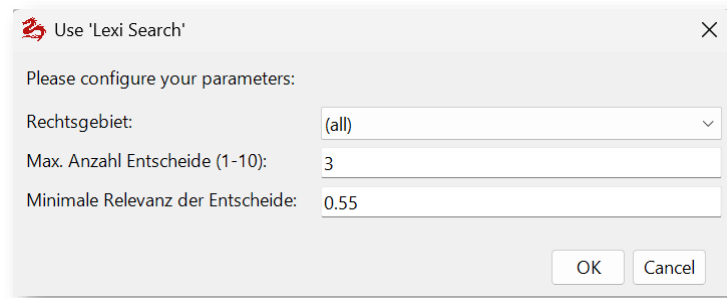 Use 'Lexi Search'
Please configure your parameters:
Rechtsgebiet: (all)
Max. Anzahl Entscheide (1-10): 3
Minimale Relevanz der Entscheide: 0.55
OK Cancel